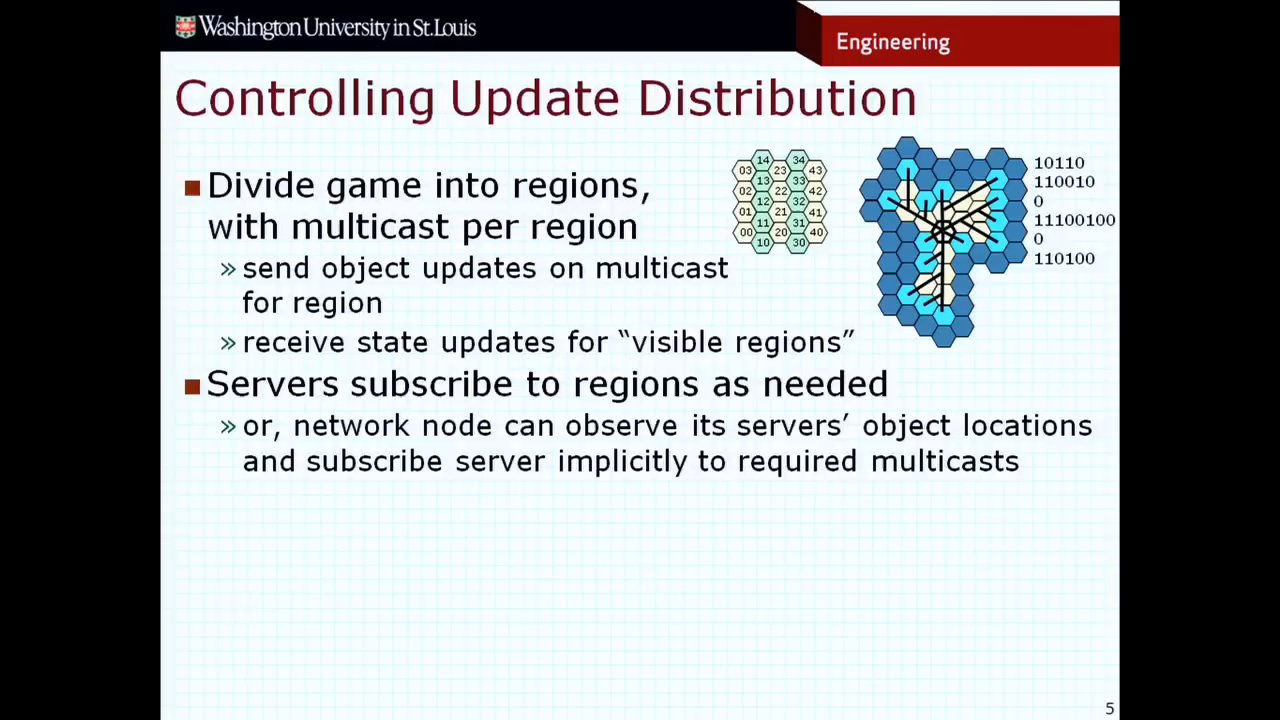 Washington University in St. Louis
Engineering
Controlling Update Distribution
■ Divide game into regions,
with multicast per region
» send object updates on multicast
for region
» receive state updates for “visible regions”
■ Servers subscribe to regions as needed
» or, network node can observe its servers’ object locations
and subscribe server implicitly to required multicasts
14 34
03 23 43
13 33
02 22 42
12 32
01 21 41
11 31
00 20 40
10 30
10110
110010
0
11100100
0
110100
5